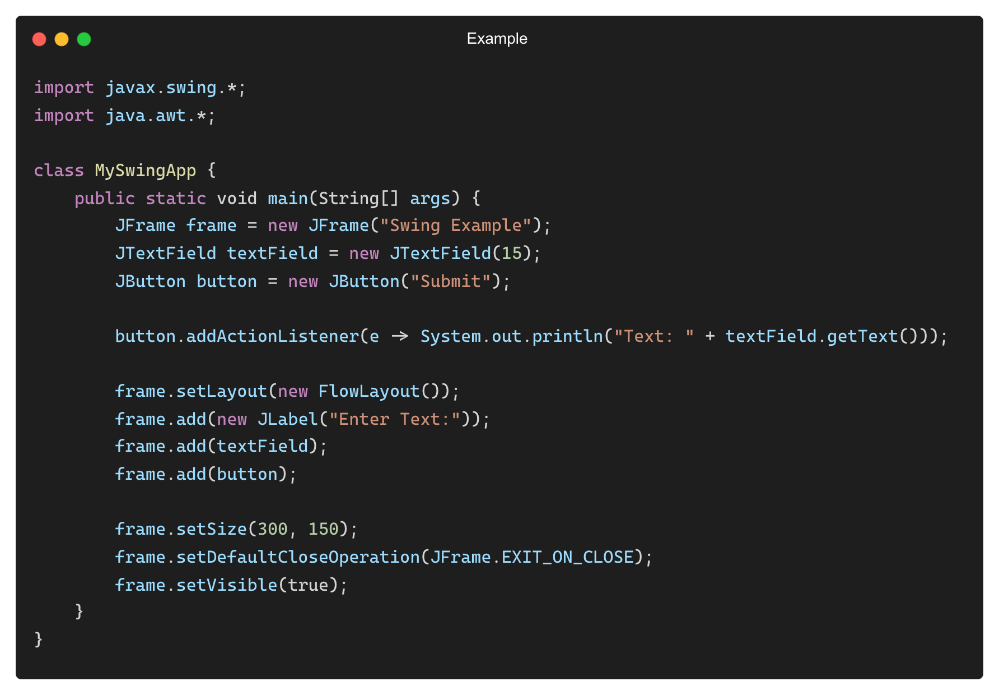 Example
import javax.swing.*;
import java.awt.*;
class MySwingApp {
    public static void main(String[] args) {
        JFrame frame = new JFrame("Swing Example");
        JTextField textField = new JTextField(15);
        JButton button = new JButton("Submit");
        button.addActionListener(e -> System.out.println("Text: " + textField.getText()));
        frame.setLayout(new FlowLayout());
        frame.add(new JLabel("Enter Text:"));
        frame.add(textField);
        frame.add(button);
        frame.setSize(300, 150);
        frame.setDefaultCloseOperation(JFrame.EXIT_ON_CLOSE);
        frame.setVisible(true);
    }
}